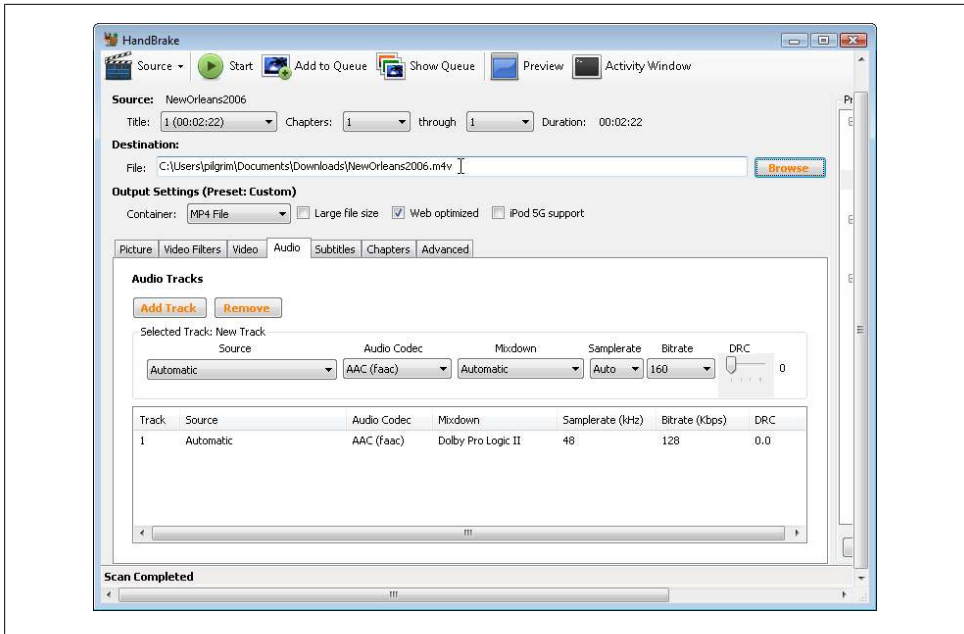 HandBrake
Source Start Add to Queue Show Queue Preview Activity Window
Source: NewOrleans2006
Title: 1 (00:02:22) Chapters: 1 through 1 Duration: 00:02:22
Destination:
File: C:\Users\pilgrim\Documents\Downloads\NewOrleans2006.m4v Browse
Output Settings (Preset: Custom)
Container: MP4 File Large file size Web optimized iPod 5G support
Picture Video Filters Video Audio Subtitles Chapters Advanced
Audio Tracks
Add Track Remove
Selected Track: New Track
Source Audio Codec Mixdown Samplerate Bitrate DRC
Automatic AAC (faac) Automatic Auto 160 0
Track Source Audio Codec Mixdown Samplerate (kHz) Bitrate (Kbps) DRC
1 Automatic AAC (faac) Dolby Pro Logic II 48 128 0.0
Scan Completed